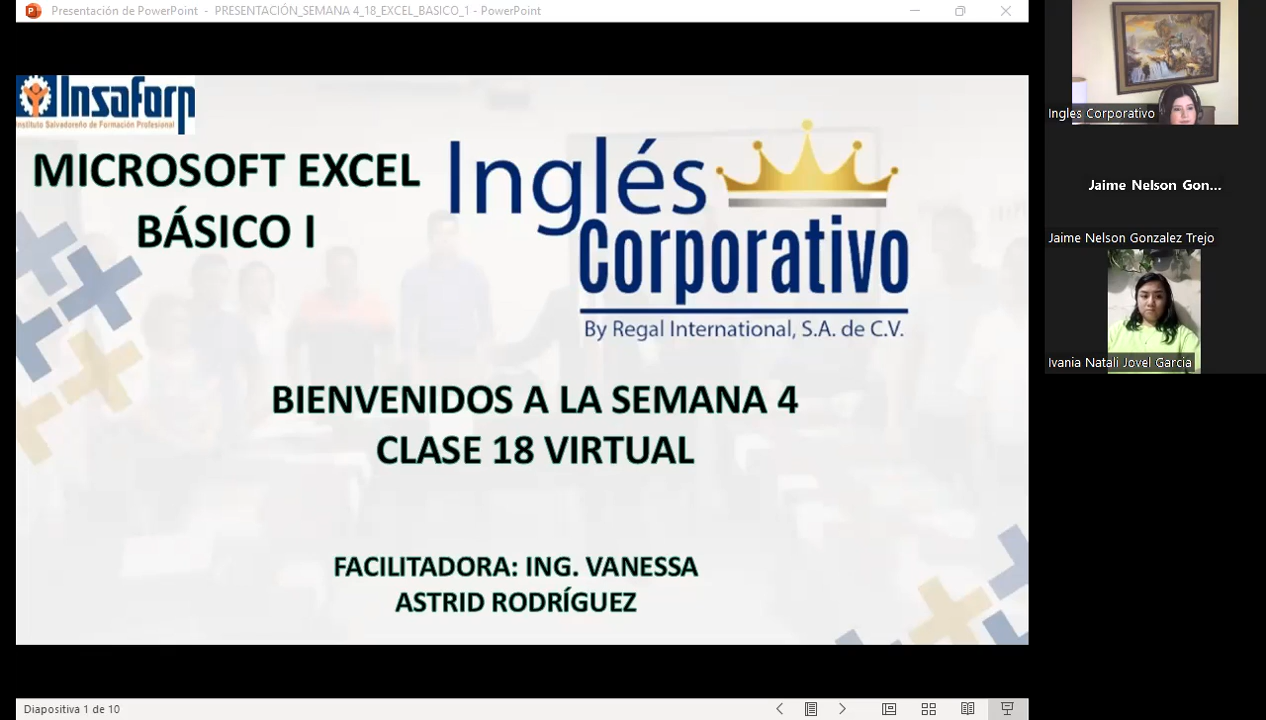 Presentación de PowerPoint - PRESENTACIÓN_SEMANA 4_18_EXCEL_BASICO_1 - PowerPoint
Insaforp
Instituto Salvadoreño de Formación Profesional
MICROSOFT EXCEL
BÁSICO I
Inglés
Corporativo
By Regal International, S.A. de C.V.
BIENVENIDOS A LA SEMANA 4
CLASE 18 VIRTUAL
FACILITADORA: ING. VANESSA
ASTRID RODRÍGUEZ
Diapositiva 1 de 10
Ingles Corporativo
Jaime Nelson Gon...
Jaime Nelson Gonzalez Trejo
Ivania Natali Jovel Garcia